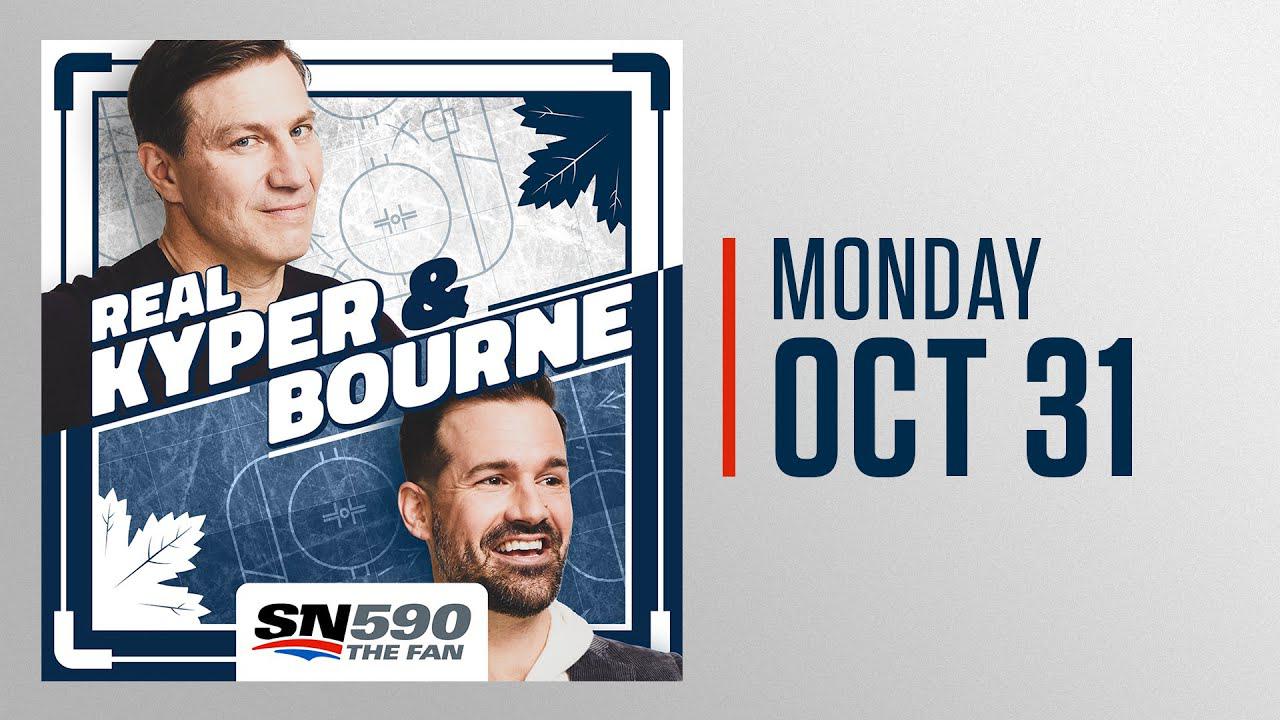 REAL
KYPER &
BOURNE
SN590
THE FAN
MONDAY
OCT 31